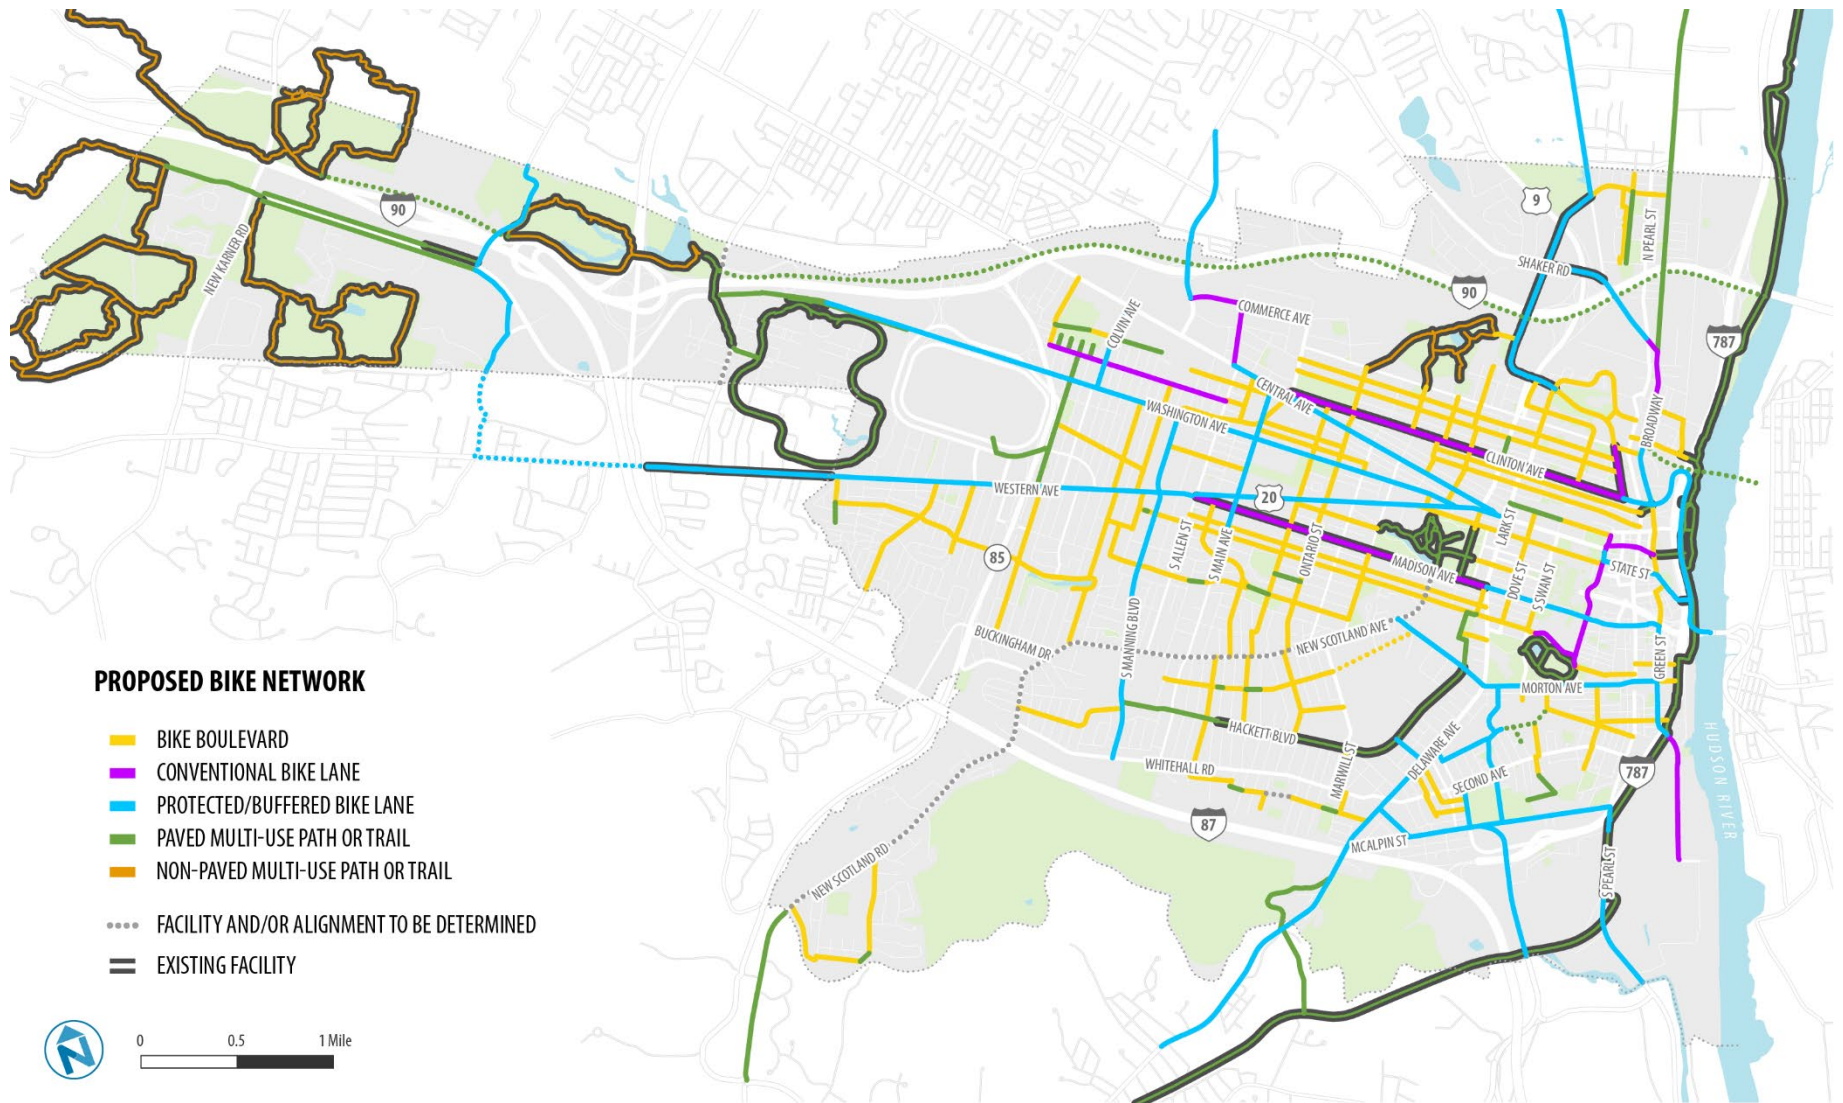 90
NEW KARNER RD
9
N PEARL ST
SHAKER RD
90
COMMERCE AVE
COLVIN AVE
787
CENTRAL AVE
WASHINGTON AVE
BROADWAY
CLINTON AVE
WESTERN AVE
20
LARK ST
S ALLEN ST
S MAIN AVE
ONTARIO ST
85
MADISON AVE
STATE ST
DOVE ST
S SWAN ST
S MANNING BLVD
BUCKINGHAM DR
NEW SCOTLAND AVE
GREEN ST
MORTON AVE
PROPOSED BIKE NETWORK
BIKE BOULEVARD
CONVENTIONAL BIKE LANE
PROTECTED/BUFFERED BIKE LANE
PAVED MULTI-USE PATH OR TRAIL
NON-PAVED MULTI-USE PATH OR TRAIL
FACILITY AND/OR ALIGNMENT TO BE DETERMINED
EXISTING FACILITY
HACKETT BLVD
DELAWARE AVE
WHITEHALL RD
MARWILL ST
SECOND AVE
787
HUDSON RIVER
87
MCALPIN ST
NEW SCOTLAND RD
S PEARL ST
N
0
0.5
1 Mile